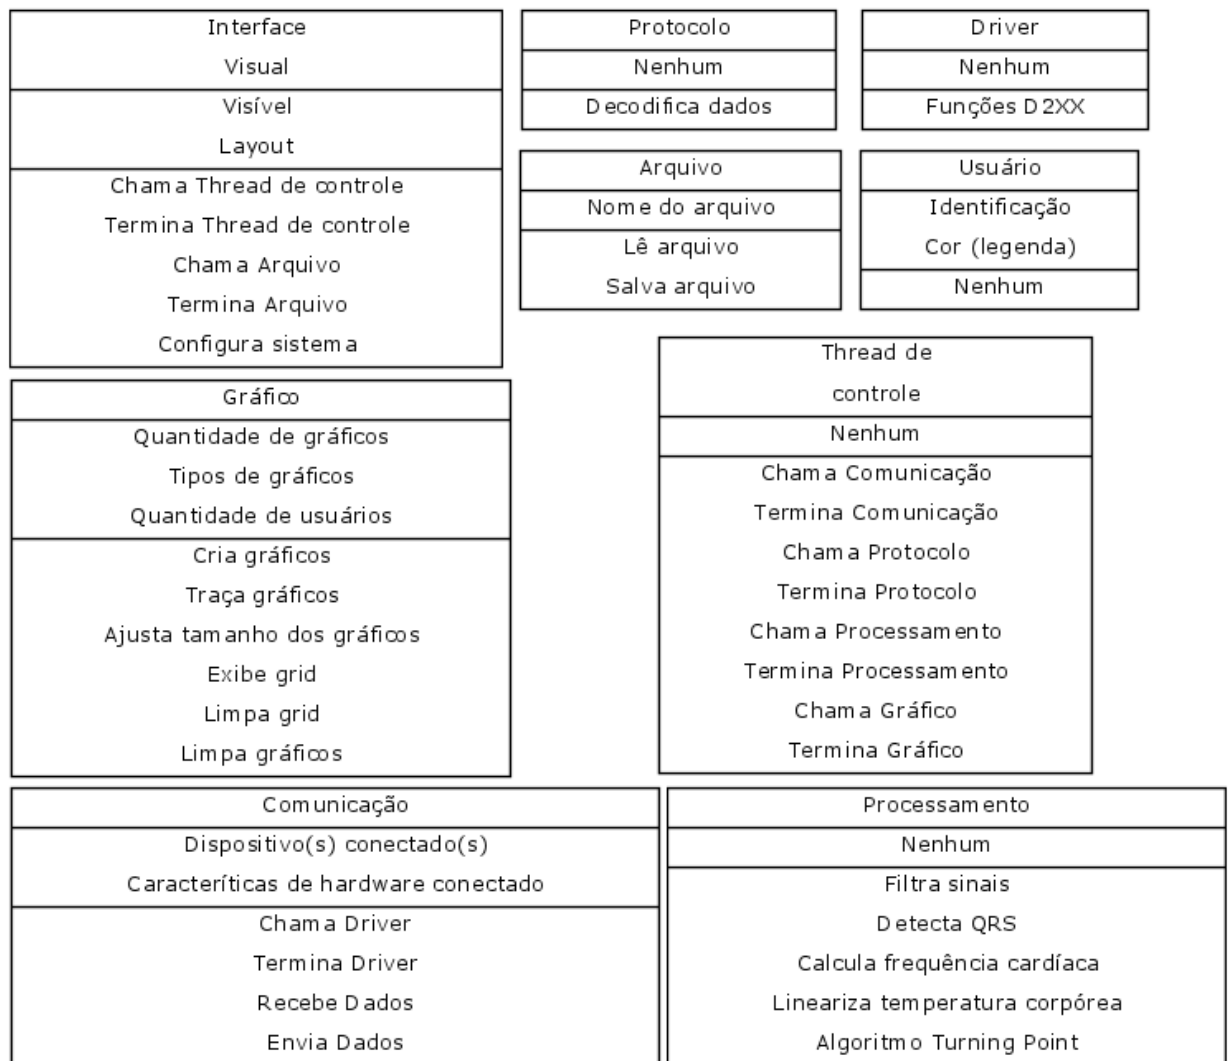 Interface
Visual
Visível
Layout
Chama Thread de controle
Termina Thread de controle
Chama Arquivo
Termina Arquivo
Configura sistema
Protocolo
Nenhum
Decodifica dados
Driver
Nenhum
Funções D2XX
Arquivo
Nome do arquivo
Lê arquivo
Salva arquivo
Usuário
Identificação
Cor (legenda)
Nenhum
Gráfico
Quantidade de gráficos
Tipos de gráficos
Quantidade de usuários
Cria gráficos
Traça gráficos
Ajusta tamanho dos gráficos
Exibe grid
Limpa grid
Limpa gráficos
Thread de
controle
Nenhum
Chama Comunicação
Termina Comunicação
Chama Protocolo
Termina Protocolo
Chama Processamento
Termina Processamento
Chama Gráfico
Termina Gráfico
Comunicação
Dispositivo(s) conectado(s)
Caracteríticas de hardware conectado
Chama Driver
Termina Driver
Recebe Dados
Envia Dados
Processamento
Nenhum
Filtra sinais
Detecta QRS
Calcula frequência cardíaca
Lineariza temperatura corpórea
Algoritmo Turning Point